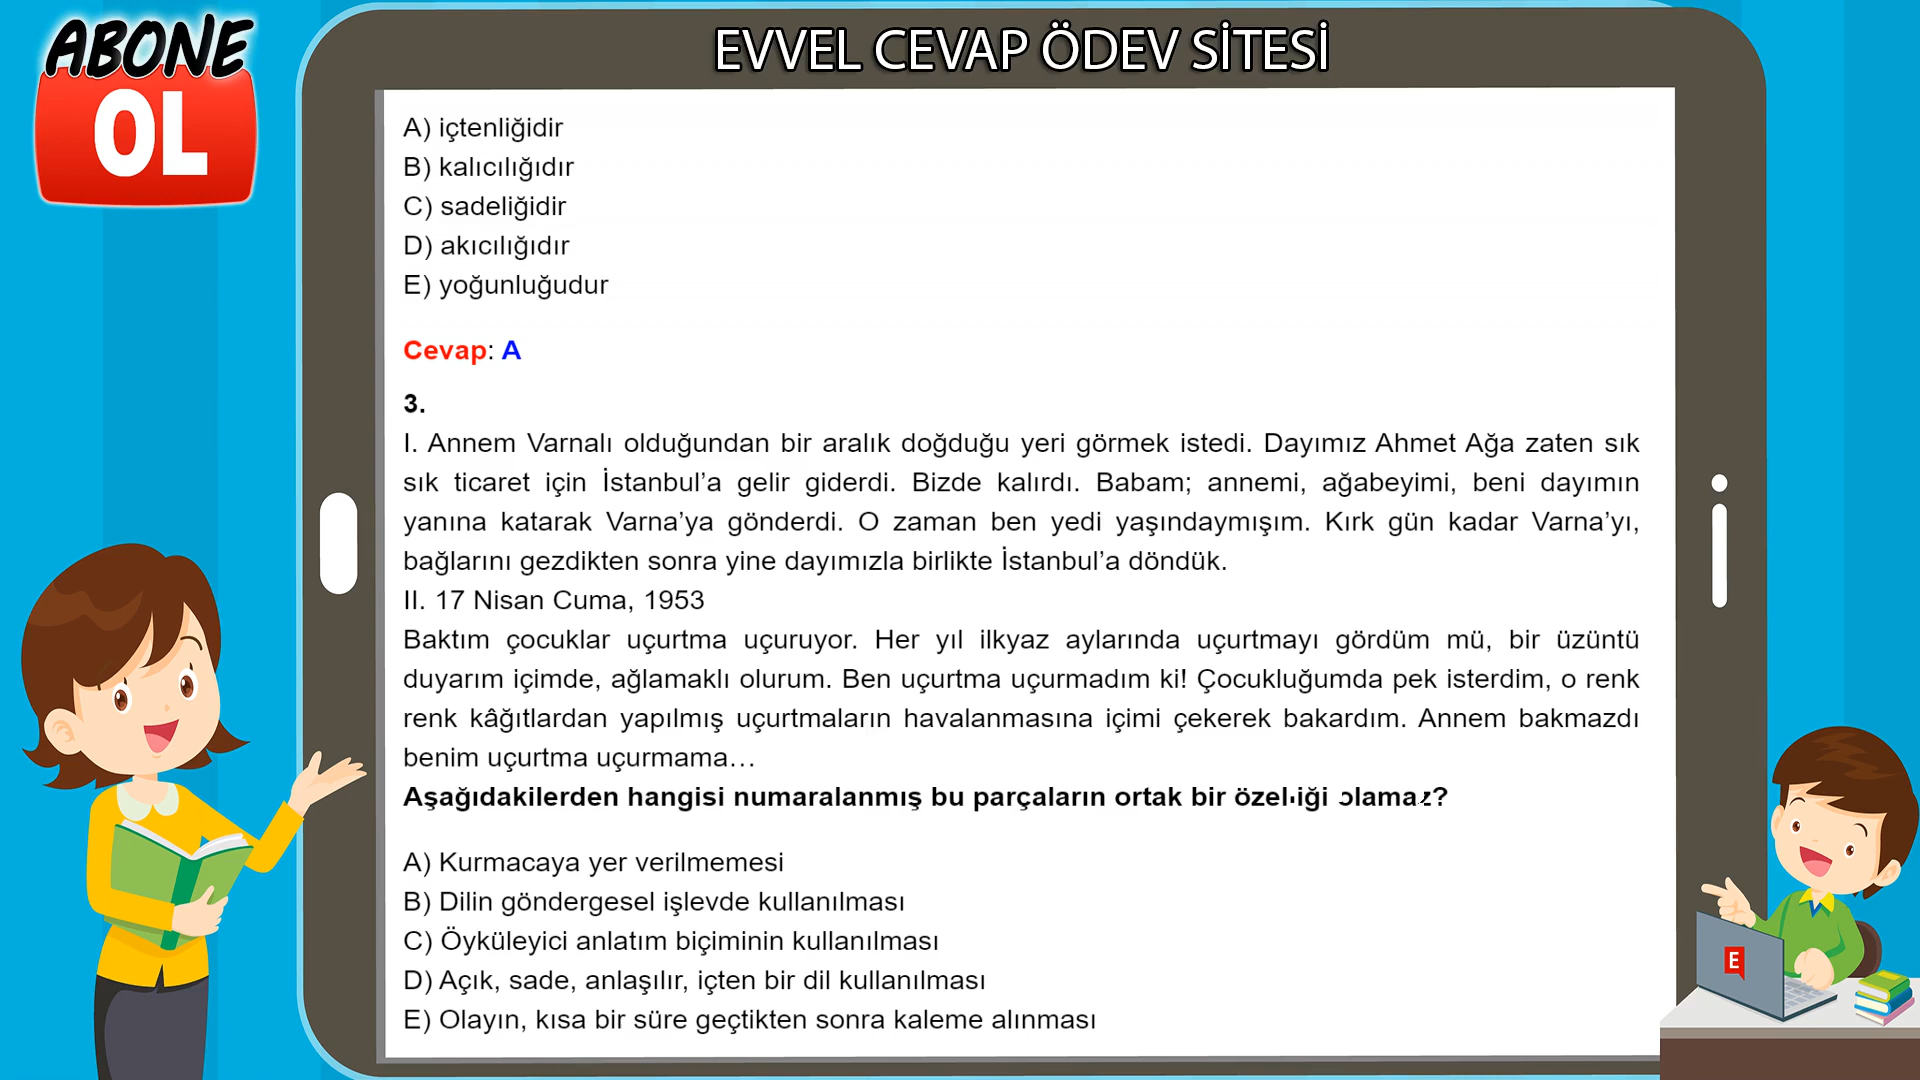 ABONE
OL
EVVEL CEVAP ÖDEV SİTESİ
A) içtenliğidir
B) kalıcılığıdır
C) sadeliğidir
D) akıcılığıdır
E) yoğunluğudur
Cevap: A
3.
I. Annem Varnalı olduğundan bir aralık doğduğu yeri görmek istedi. Dayımız Ahmet Ağa zaten sık
sık ticaret için İstanbul’a gelir giderdi. Bizde kalırdı. Babam; annemi, ağabeyimi, beni dayımın
yanına katarak Varna’ya gönderdi. O zaman ben yedi yaşındaymışım. Kırk gün kadar Varna’yı,
bağlarını gezdikten sonra yine dayımızla birlikte İstanbul’a döndük.
II. 17 Nisan Cuma, 1953
Baktım çocuklar uçurtma uçuruyor. Her yıl ilkyaz aylarında uçurtmayı gördüm mü, bir üzüntü
duyarım içimde, ağlamaklı olurum. Ben uçurtma uçurmadım ki! Çocukluğumda pek isterdim, o renk
renk kâğıtlardan yapılmış uçurtmaların havalanmasına içimi çekerek bakardım. Annem bakmazdı
benim uçurtma uçurmama…
Aşağıdakilerden hangisi numaralanmış bu parçaların ortak bir özelliği olamaz?
A) Kurmacaya yer verilmemesi
B) Dilin göndergesel işlevde kullanılması
C) Öyküleyici anlatım biçiminin kullanılması
D) Açık, sade, anlaşılır, içten bir dil kullanılması
E) Olayın, kısa bir süre geçtikten sonra kaleme alınması
E